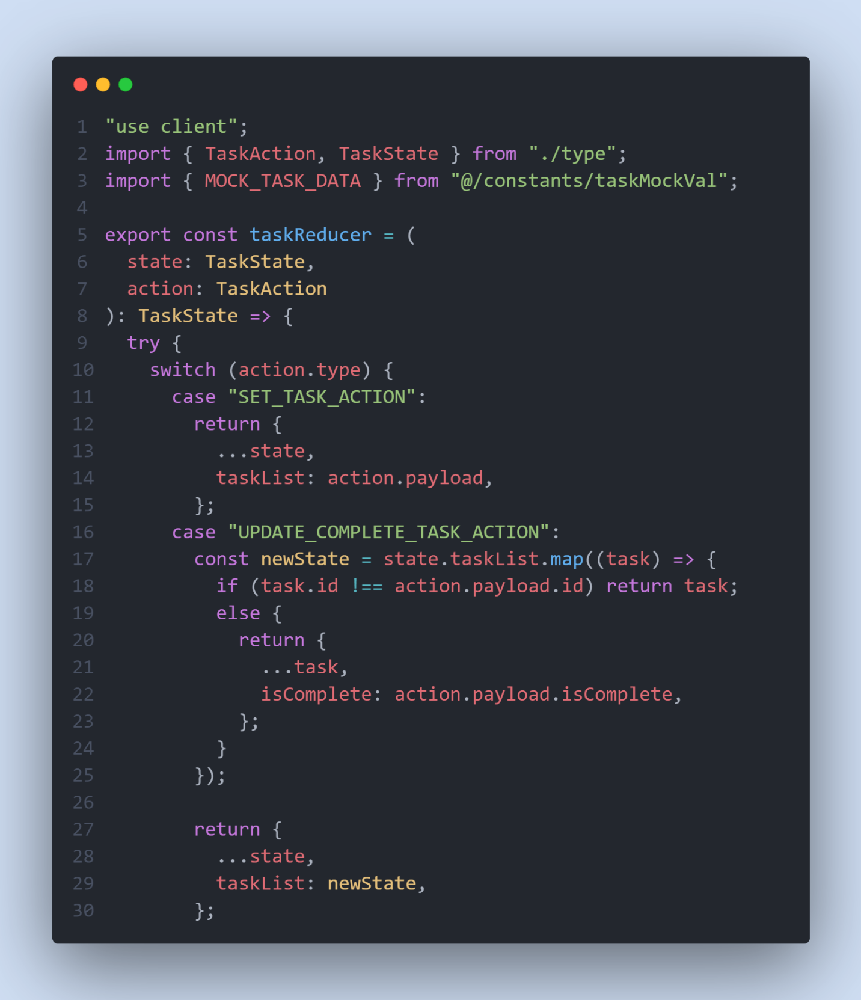 1 "use client";
2 import { TaskAction, TaskState } from "./type";
3 import { MOCK_TASK_DATA } from "@/constants/taskMockVal";
4
5 export const taskReducer = (
6   state: TaskState,
7   action: TaskAction
8 ): TaskState => {
9   try {
10     switch (action.type) {
11       case "SET_TASK_ACTION":
12         return {
13           ...state,
14           taskList: action.payload,
15         };
16       case "UPDATE_COMPLETE_TASK_ACTION":
17         const newState = state.taskList.map((task) => {
18           if (task.id !== action.payload.id) return task;
19           else {
20             return {
21               ...task,
22               isComplete: action.payload.isComplete,
23             };
24           }
25         });
26
27         return {
28           ...state,
29           taskList: newState,
30         };